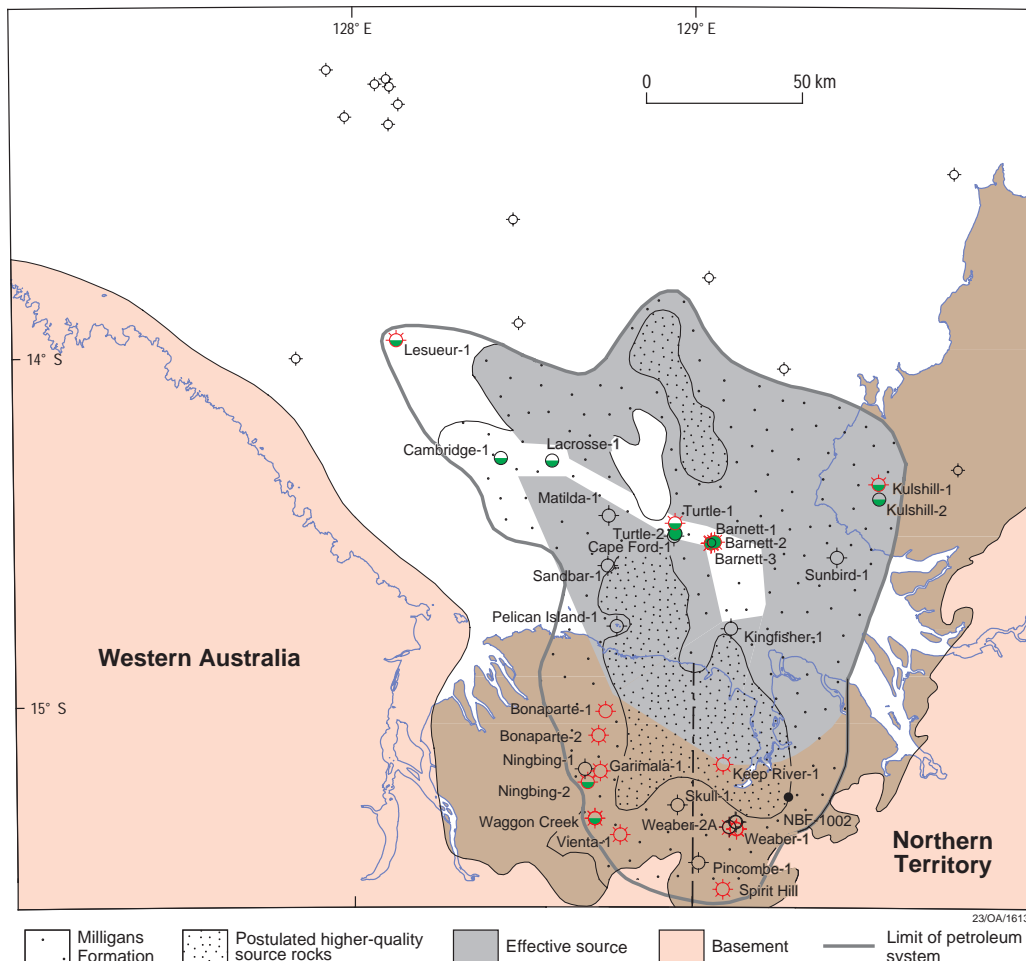 128° E
129° E
0
50 km
14° S
Lesueur-1
Cambridge-1
Lacrosse-1
Kulshill-1
Kulshill-2
Matilda-1
Turtle-1
Turtle-2
Barnett-1
Cape Ford-1
Barnett-2
Barnett-3
Sandbar-1
Sunbird-1
Pelican Island-1
Kingfisher-1
Western Australia
15° S
Bonaparte-1
Bonaparte-2
Ningbing-1
Garimala-1
Keep River-1
Ningbing-2
Skull-1
NBF-1002
Waggon Creek
Weaber-2A
Weaber-1
Vienta-1
Northern
Territory
Pincombe-1
Spirit Hill
23/OA/1613
Milligans
Formation
Postulated higher-quality
source rocks
Effective source
Basement
Limit of petroleum
system